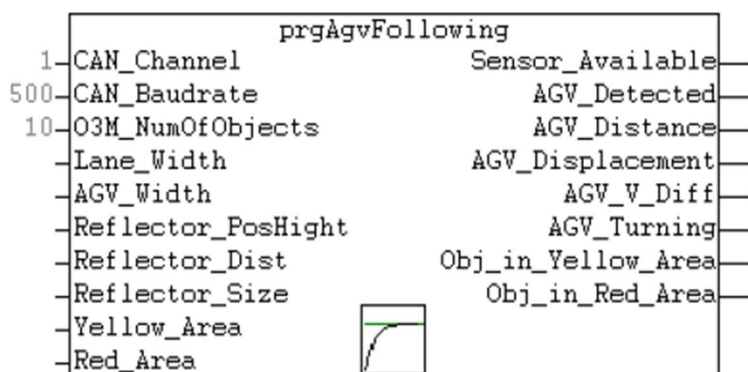 prgAgvFollowing
1 CAN_Channel Sensor_Available
500 CAN_Baudrate AGV_Detected
10 O3M_NumOfObjects AGV_Distance
Lane_Width AGV_Displacement
AGV_Width AGV_V_Diff
Reflector_PosHight AGV_Turning
Reflector_Dist Obj_in_Yellow_Area
Reflector_Size Obj_in_Red_Area
Yellow_Area
Red_Area